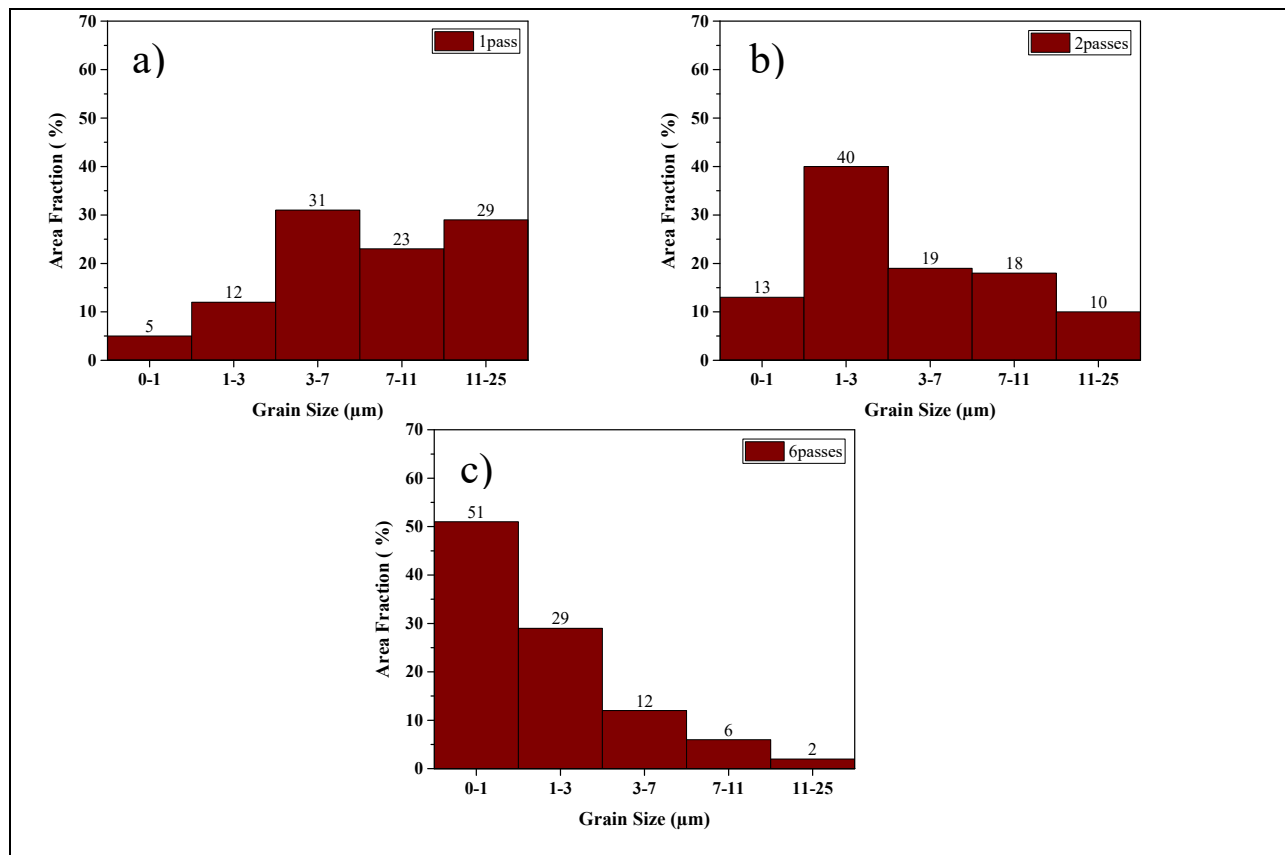 a)
1pass
70
60
50
40
30
20
10
0
Area Fraction ( %)
5
12
31
23
29
0-1 1-3 3-7 7-11 11-25
Grain Size (µm)
b)
2passes
70
60
50
40
30
20
10
0
Area Fraction ( %)
13
40
19
18
10
0-1 1-3 3-7 7-11 11-25
Grain Size (µm)
c)
6passes
70
60
50
40
30
20
10
0
Area Fraction ( %)
51
29
12
6
2
0-1 1-3 3-7 7-11 11-25
Grain Size (µm)